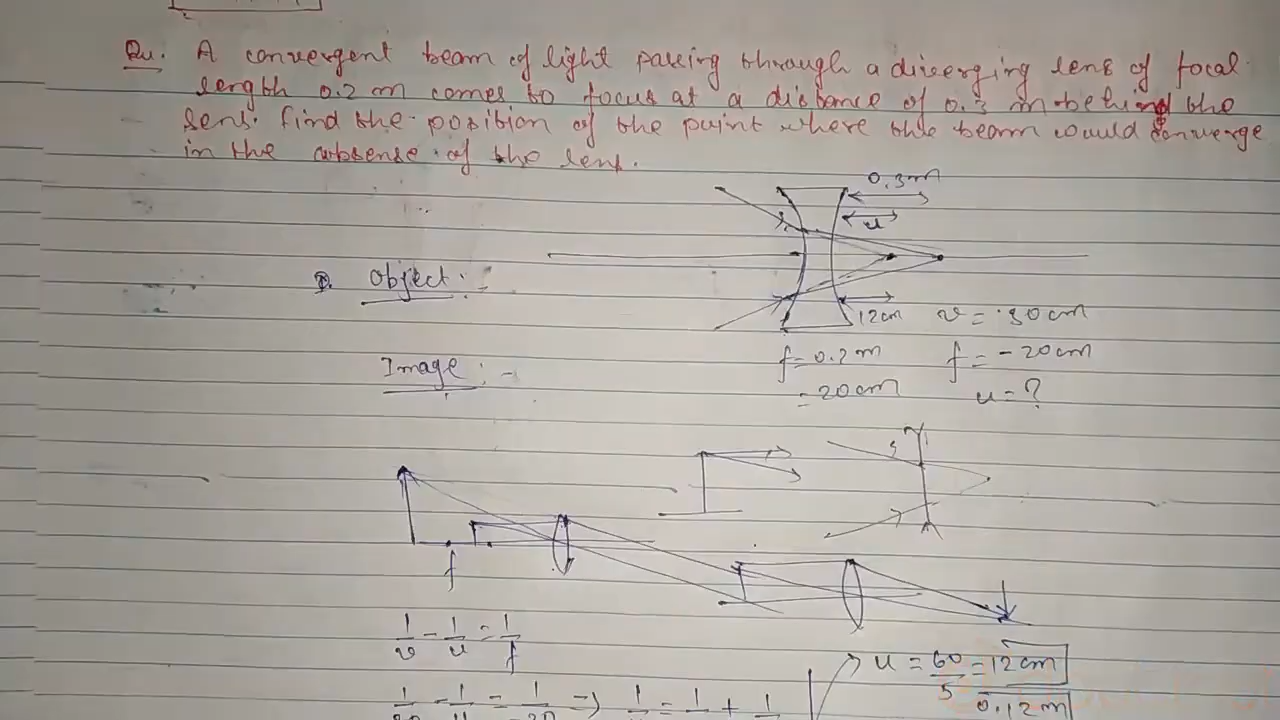 Qu. A convergent beam of light passing through a diverging lens of focal
length 0.2 m comes to focus at a distance of 0.3 m behind the
lens. find the position of the point where this beam would converge
in the absense of the lens.
0.3m
u
Object :-
12cm v = 30cm
f = 0.2m f = -20cm
Image :-
= 20cm u = ?
f
1/v - 1/u = 1/f
u = 60/5 = 12cm
0.12m